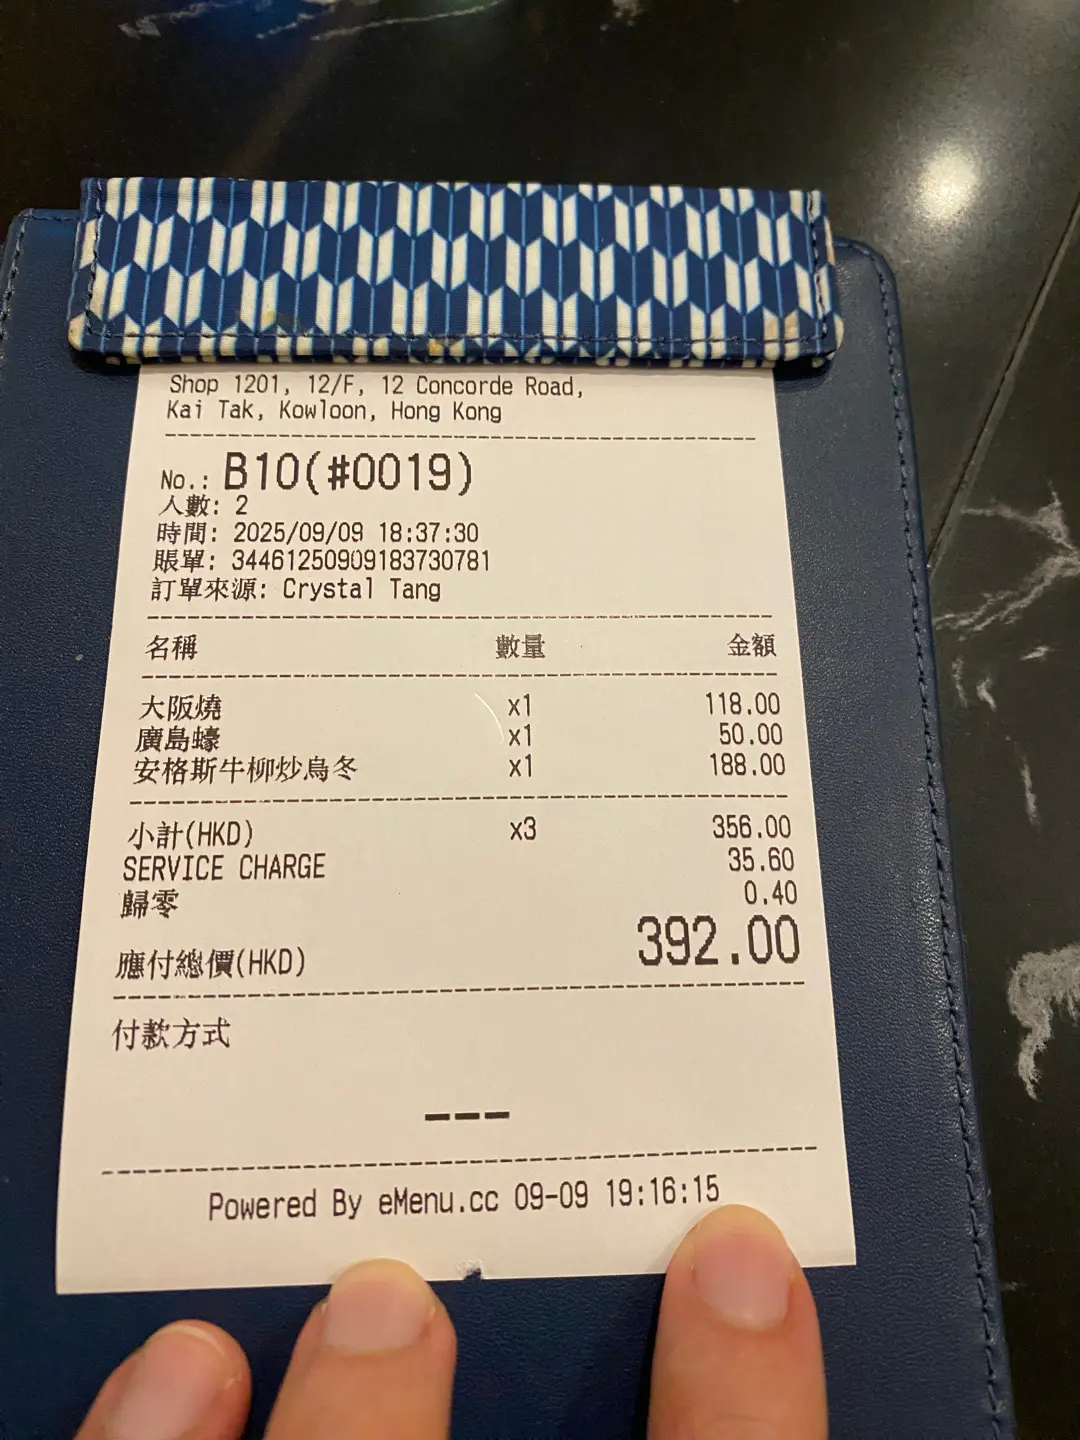 Shop 1201, 12/F, 12 Concorde Road,
Kai Tak, Kowloon, Hong Kong
No.: B10(#0019)
人數: 2
時間: 2025/09/09 18:37:30
賬單: 34461250909183730781
訂單來源: Crystal Tang
名稱 數量 金額
大阪燒 x1 118.00
廣島蠔 x1 50.00
安格斯牛柳炒烏冬 x1 188.00
小計(HKD) x3 356.00
SERVICE CHARGE 35.60
歸零 0.40
應付總價(HKD) 392.00
付款方式
---
Powered By eMenu.cc 09-09 19:16:15